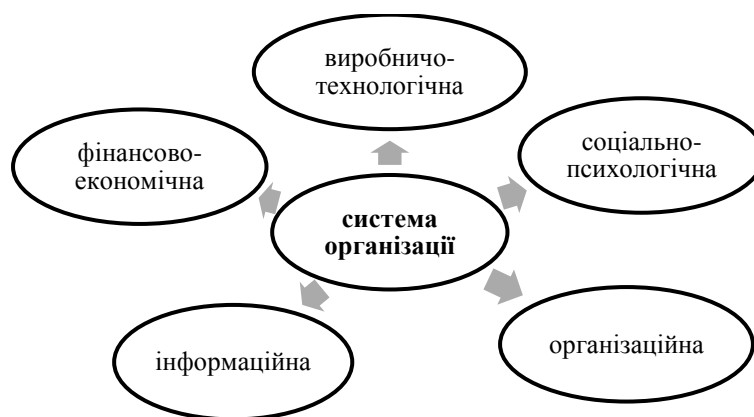 виробничо-
технологічна
фінансово-
економічна
соціально-
психологічна
система
організації
інформаційна
організаційна